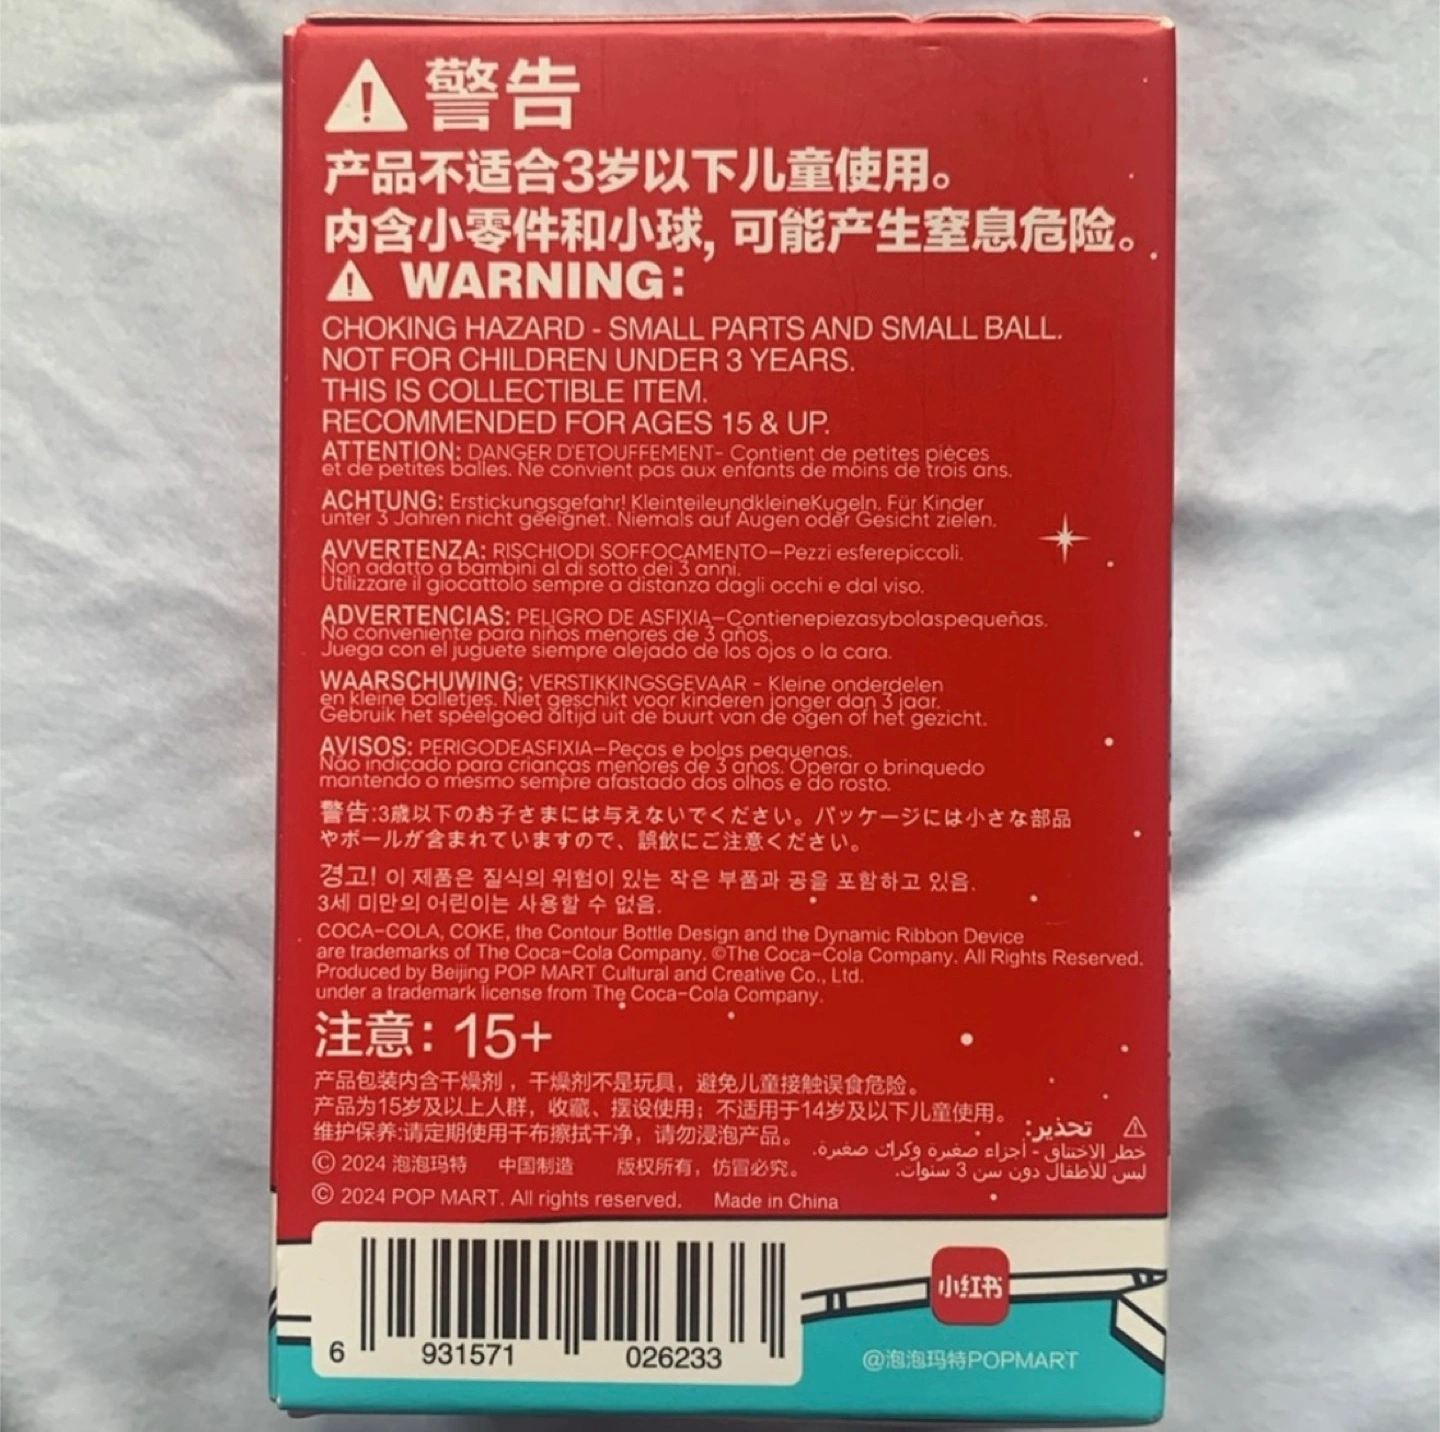 警告
产品不适合3岁以下儿童使用。
内含小零件和小球, 可能产生窒息危险。
WARNING:
CHOKING HAZARD - SMALL PARTS AND SMALL BALL.
NOT FOR CHILDREN UNDER 3 YEARS.
THIS IS COLLECTIBLE ITEM.
RECOMMENDED FOR AGES 15 & UP.
ATTENTION: DANGER D'ETOUFFEMENT- Contient de petites pièces
et de petites balles. Ne convient pas aux enfants de moins de trois ans.
ACHTUNG: Erstickungsgefahr! KleinteileundkleineKugeln. Für Kinder
unter 3 Jahren nicht geeignet. Niemals auf Augen oder Gesicht zielen.
AVVERTENZA: RISCHIODI SOFFOCAMENTO–Pezzi esferepiccoli.
Non adatto a bambini al di sotto dei 3 anni.
Utilizzare il giocattolo sempre a distanza dagli occhi e dal viso.
ADVERTENCIAS: PELIGRO DE ASFIXIA–Contienepiezasybolaspequeñas.
No conveniente para niños menores de 3 años.
Juega con el juguete siempre alejado de los ojos o la cara.
WAARSCHUWING: VERSTIKKINGSGEVAAR - Kleine onderdelen
en kleine balletjes. Niet geschikt voor kinderen jonger dan 3 jaar.
Gebruik het speelgoed altijd uit de buurt van de ogen of het gezicht.
AVISOS: PERIGODEASFIXIA–Peças e bolas pequenas.
Não indicado para crianças menores de 3 anos. Operar o brinquedo
mantendo o mesmo sempre afastado dos olhos e do rosto.
警告:3歳以下のお子さまには与えないでください。パッケージには小さな部品
やボールが含まれていますので、誤飲にご注意ください。
경고! 이 제품은 질식의 위험이 있는 작은 부품과 공을 포함하고 있음.
3세 미만의 어린이는 사용할 수 없음.
COCA-COLA, COKE, the Contour Bottle Design and the Dynamic Ribbon Device
are trademarks of The Coca-Cola Company. ©The Coca-Cola Company. All Rights Reserved.
Produced by Beijing POP MART Cultural and Creative Co., Ltd.
under a trademark license from The Coca-Cola Company.
注意: 15+
产品包装内含干燥剂，干燥剂不是玩具，避免儿童接触误食危险。
产品为15岁及以上人群，收藏、摆设使用；不适用于14岁及以下儿童使用。
维护保养:请定期使用干布擦拭干净，请勿浸泡产品。
تحذير:
خطر الاختناق - أجزاء صغيرة وكرات صغيرة.
ليس للأطفال دون سن 3 سنوات.
© 2024 泡泡玛特 中国制造 版权所有，仿冒必究。
© 2024 POP MART. All rights reserved. Made in China
6 931571 026233
小红书
@泡泡玛特POPMART